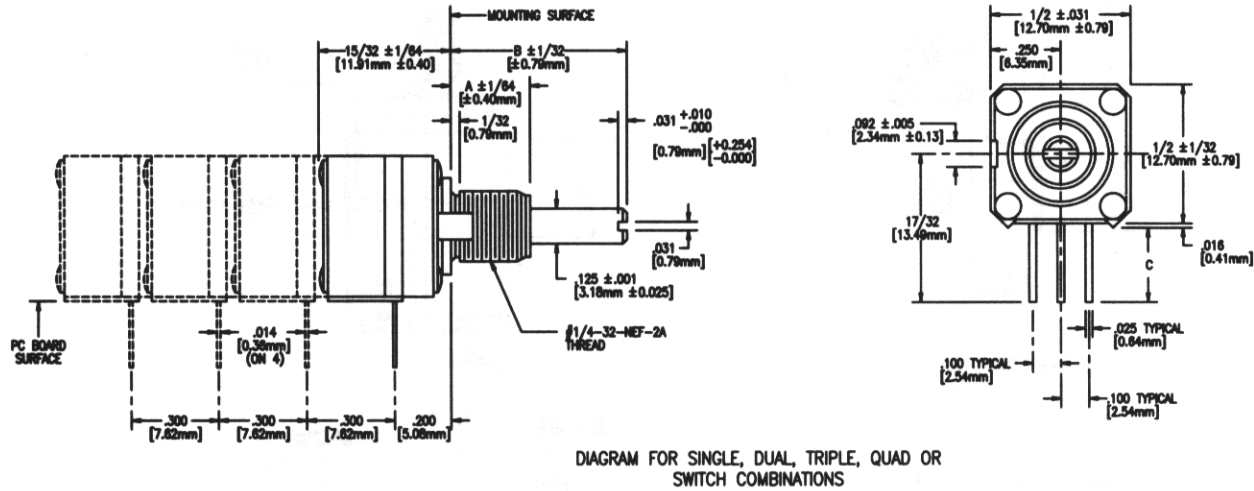 MOUNTING SURFACE
15/32 ±1/64
[11.91mm ±0.40]
B ±1/32
[±0.79mm]
A ±1/64
[±0.40mm]
1/32
[0.79mm]
.031 +.010
-.000
[0.79mm] [+0.254
-0.000]
.031
[0.79mm]
.125 ±.001
[3.18mm ±0.025]
#1/4-32-NEF-2A
THREAD
PC BOARD
SURFACE
.014
[0.36mm]
(ON 4)
.300
[7.62mm]
.300
[7.62mm]
.300
[7.62mm]
.200
[5.08mm]
1/2 ±.031
[12.70mm ±0.79]
.250
[6.35mm]
.092 ±.005
[2.34mm ±0.13]
1/2 ±1/32
[12.70mm ±0.79]
17/32
[13.49mm]
.016
[0.41mm]
C
.025 TYPICAL
[0.64mm]
.100 TYPICAL
[2.54mm]
.100 TYPICAL
[2.54mm]
DIAGRAM FOR SINGLE, DUAL, TRIPLE, QUAD OR
SWITCH COMBINATIONS